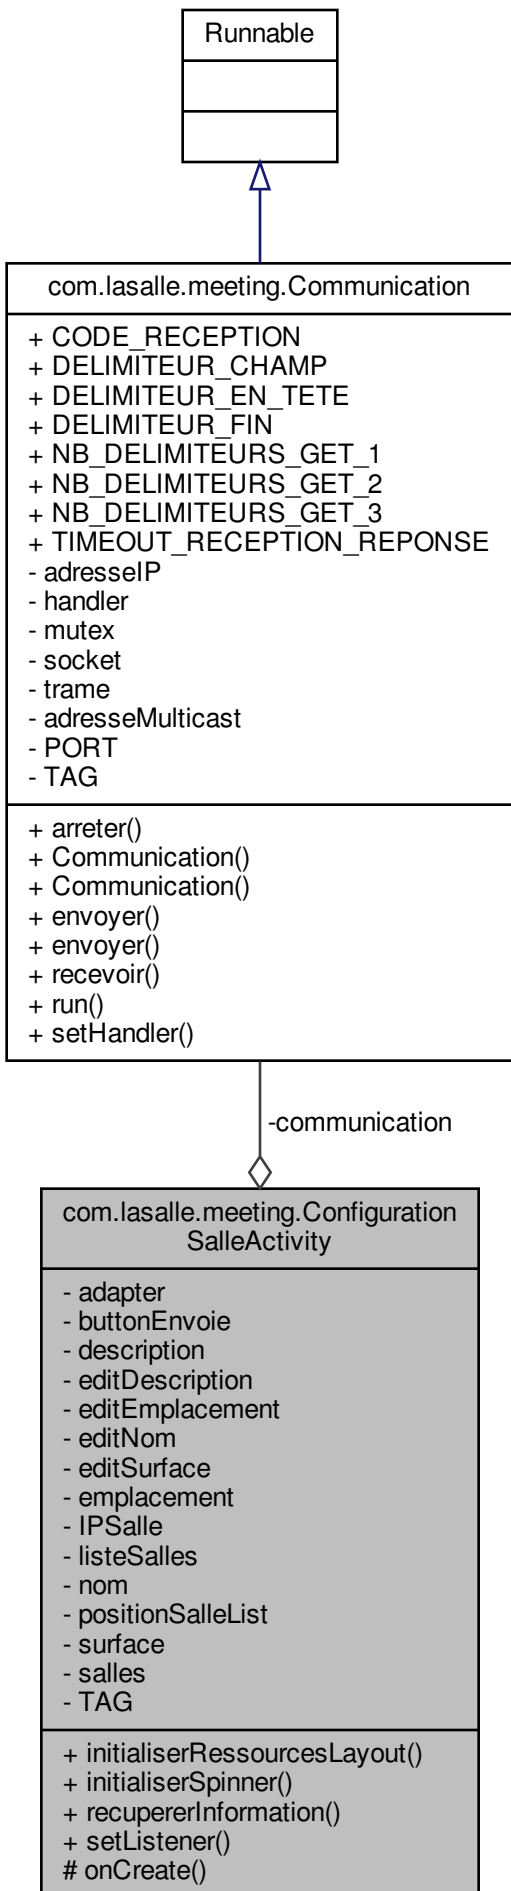 Runnable
com.lasalle.meeting.Communication
+ CODE_RECEPTION
+ DELIMITEUR_CHAMP
+ DELIMITEUR_EN_TETE
+ DELIMITEUR_FIN
+ NB_DELIMITEURS_GET_1
+ NB_DELIMITEURS_GET_2
+ NB_DELIMITEURS_GET_3
+ TIMEOUT_RECEPTION_REPONSE
- adresseIP
- handler
- mutex
- socket
- trame
- adresseMulticast
- PORT
- TAG
+ arreter()
+ Communication()
+ Communication()
+ envoyer()
+ envoyer()
+ recevoir()
+ run()
+ setHandler()
-communication
com.lasalle.meeting.Configuration
SalleActivity
- adapter
- buttonEnvoie
- description
- editDescription
- editEmplacement
- editNom
- editSurface
- emplacement
- IPSalle
- listeSalles
- nom
- positionSalleList
- surface
- salles
- TAG
+ initialiserRessourcesLayout()
+ initialiserSpinner()
+ recupererInformation()
+ setListener()
# onCreate()